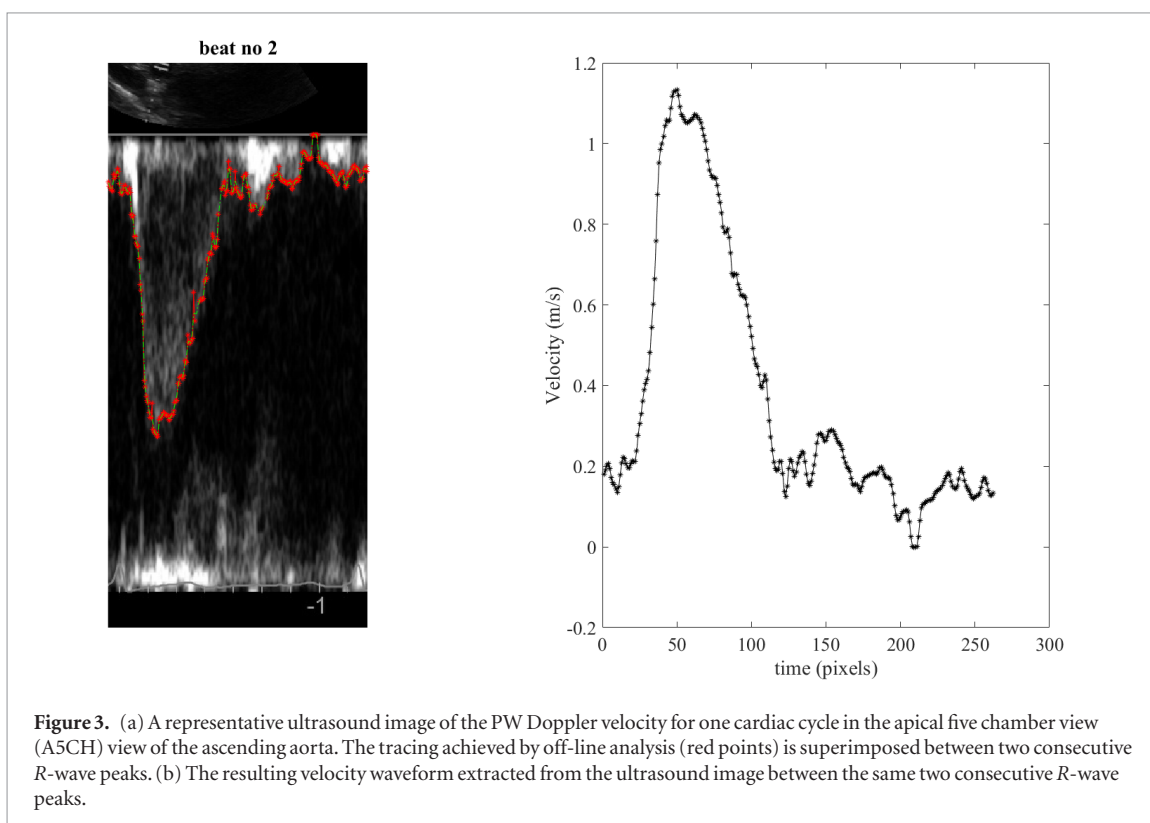 beat no 2
-1
1.2
1
0.8
0.6
0.4
0.2
0
-0.2
Velocity (m/s)
0
50
100
150
200
250
300
time (pixels)
Figure 3. (a) A representative ultrasound image of the PW Doppler velocity for one cardiac cycle in the apical five chamber view
(A5CH) view of the ascending aorta. The tracing achieved by off-line analysis (red points) is superimposed between two consecutive
R-wave peaks. (b) The resulting velocity waveform extracted from the ultrasound image between the same two consecutive R-wave
peaks.